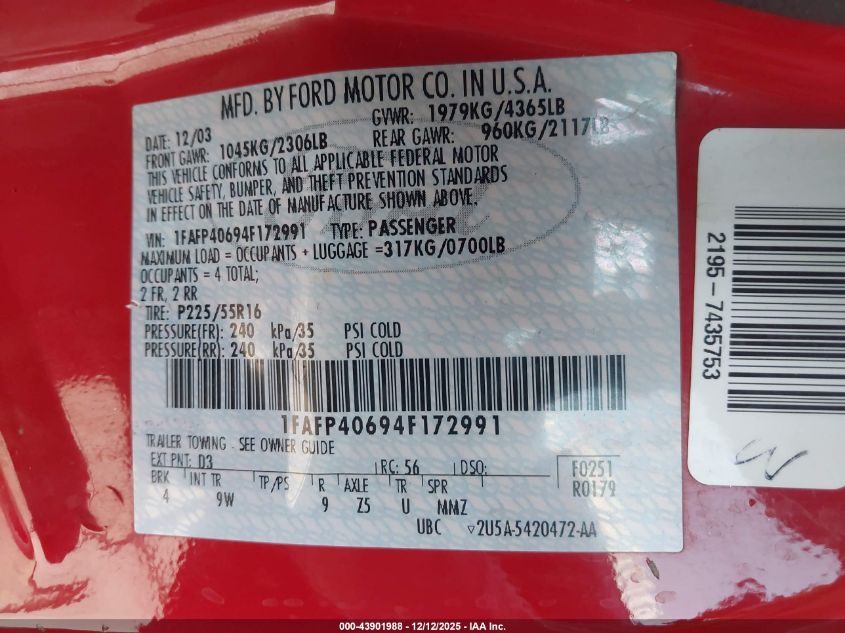 MFD. BY FORD MOTOR CO. IN U.S.A.
DATE: 12/03 GVWR: 1979KG/4365LB
FRONT GAWR: 1045KG/2306LB REAR GAWR: 960KG/2117LB
THIS VEHICLE CONFORMS TO ALL APPLICABLE FEDERAL MOTOR
VEHICLE SAFETY, BUMPER, AND THEFT PREVENTION STANDARDS
IN EFFECT ON THE DATE OF MANUFACTURE SHOWN ABOVE.
VIN: 1FAFP40694F172991 TYPE: PASSENGER
MAXIMUM LOAD = OCCUPANTS + LUGGAGE =317KG/0700LB
OCCUPANTS = 4 TOTAL;
2 FR, 2 RR
TIRE: P225/55R16
PRESSURE(FR): 240 kPa/35 PSI COLD
PRESSURE(RR): 240 kPa/35 PSI COLD
1FAFP40694F172991
TRAILER TOWING - SEE OWNER GUIDE
EXT PNT: D3 RC: 56 DSO: F0251
BRK INT TR TP/PS R AXLE TR SPR R0179
4 9W 9 Z5 U MMZ
UBC ▽2U5A-5420472-AA
2195-7435753
000-43901988 - 12/12/2025 - IAA Inc.